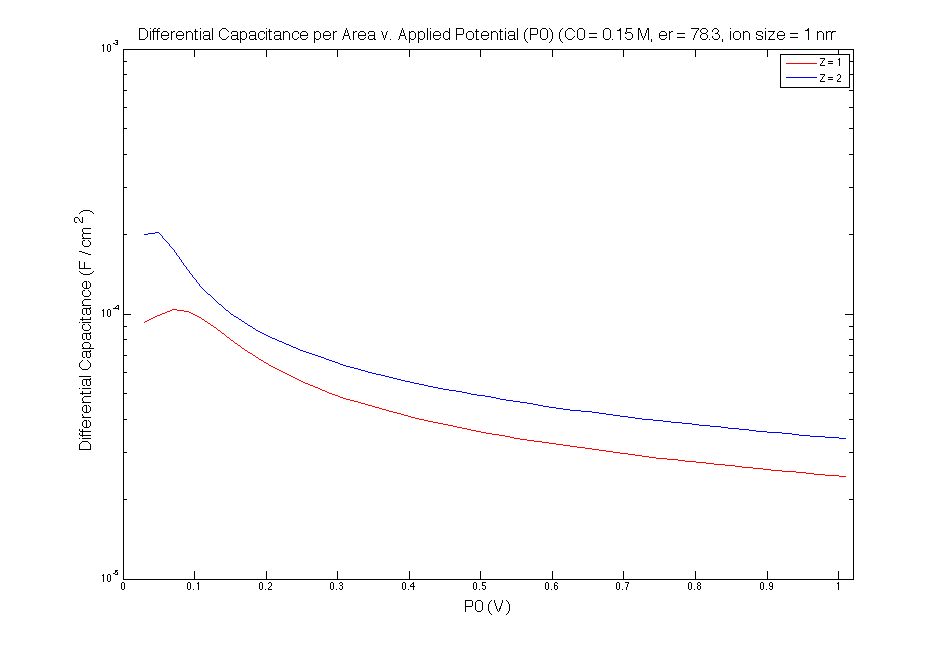 Differential Capacitance per Area v. Applied Potential (P0) (C0 = 0.15 M, er = 78.3, ion size = 1 nm
10-3
Z = 1
Z = 2
Differential Capacitance (F / cm 2 )
10-4
10-5
0 0.1 0.2 0.3 0.4 0.5 0.6 0.7 0.8 0.9 1
P0 (V)